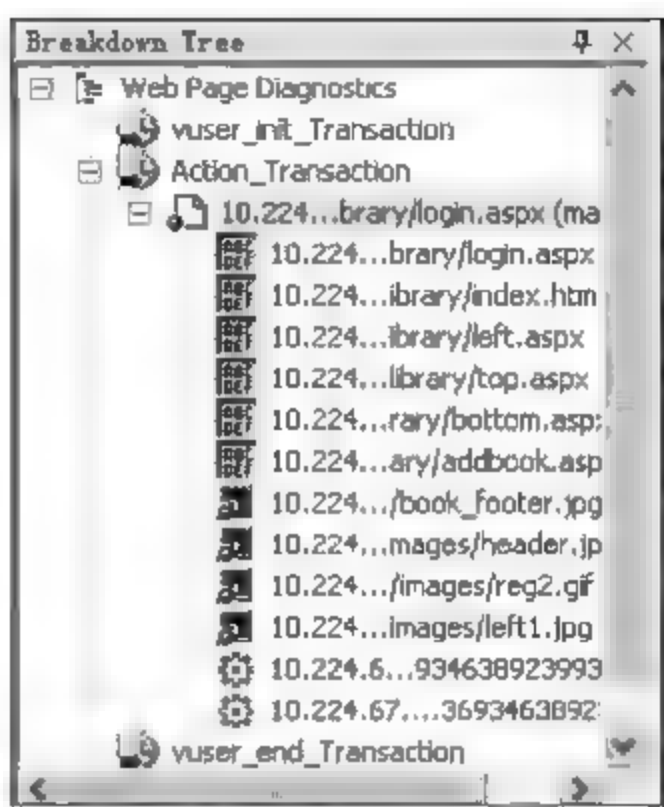 Breakdown Tree
Web Page Diagnostics
vuser_init_Transaction
Action_Transaction
10.224...brary/login.aspx (ma
10.224...brary/login.aspx
10.224...ibrary/index.htm
10.224...ibrary/left.aspx
10.224...library/top.aspx
10.224...rary/bottom.asp
10.224...ary/addbook.asp
10.224.../book_footer.jpg
10.224...mages/header.jp
10.224.../images/reg2.gif
10.224...images/left1.jpg
10.224.6...934638923993
10.224.67....3693463892
vuser_end_Transaction